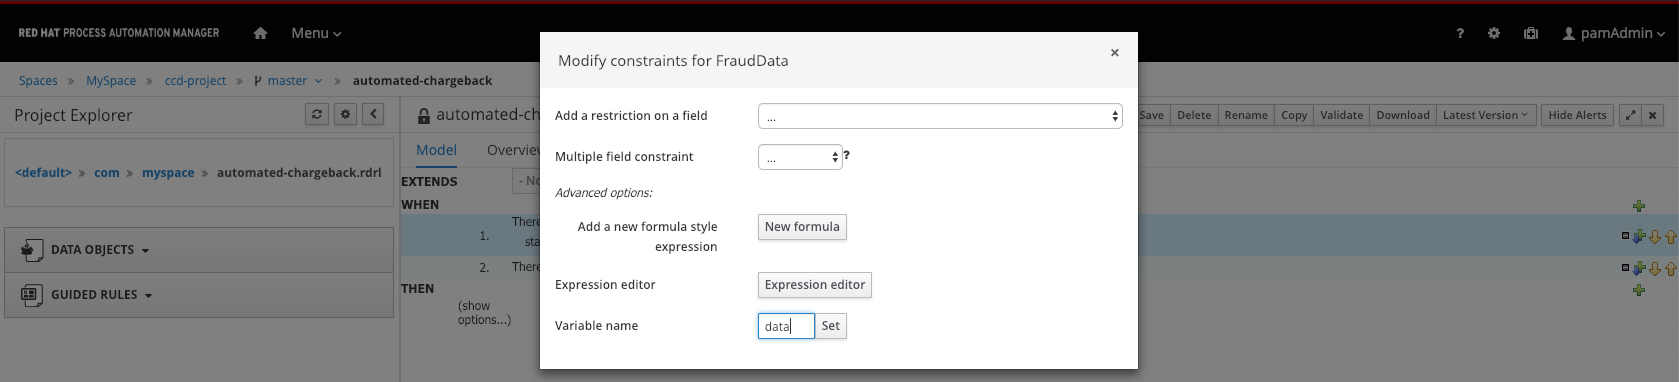 RED HAT PROCESS AUTOMATION MANAGER Menu ? pamAdmin
Spaces » MySpace » ccd-project » master » automated-chargeback
Project Explorer
<default> » com » myspace » automated-chargeback.rdrl
DATA OBJECTS
GUIDED RULES
automated-ch
Save Delete Rename Copy Validate Download Latest Version Hide Alerts
Model Overview
EXTENDS - No
WHEN
1. There
sta
2. There
THEN
(show
options...)
Modify constraints for FraudData ×
Add a restriction on a field ...
Multiple field constraint ... ?
Advanced options:
Add a new formula style
expression New formula
Expression editor Expression editor
Variable name data Set